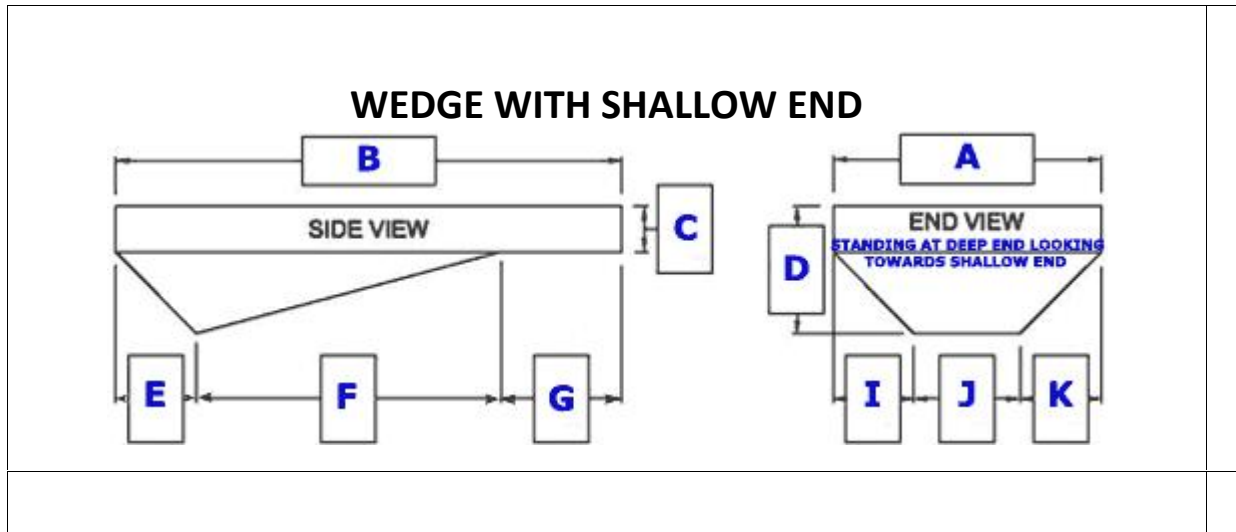 WEDGE WITH SHALLOW END
B
A
C
SIDE VIEW
END VIEW
STANDING AT DEEP END LOOKING
TOWARDS SHALLOW END
D
E
F
G
I
J
K